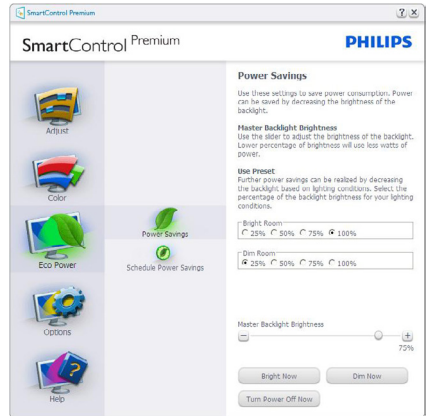 SmartControl Premium
? x
SmartControl Premium
PHILIPS
Adjust
Color
Eco Power
Options
Help
Power Savings
Schedule Power Savings
Power Savings
Use these settings to save power consumption. Power
can be saved by decreasing the brightness of the
backlight.
Master Backlight Brightness
Use the slider to adjust the brightness of the backlight.
Lower percentage of brightness will use less watts of
power.
Use Preset
Further power savings can be realized by decreasing
the backlight based on lighting conditions. Select the
percentage of the backlight brightness for your lighting
conditions.
Bright Room
25% 50% 75% 100%
Dim Room
25% 50% 75% 100%
Master Backlight Brightness
75%
Bright Now Dim Now
Turn Power Off Now